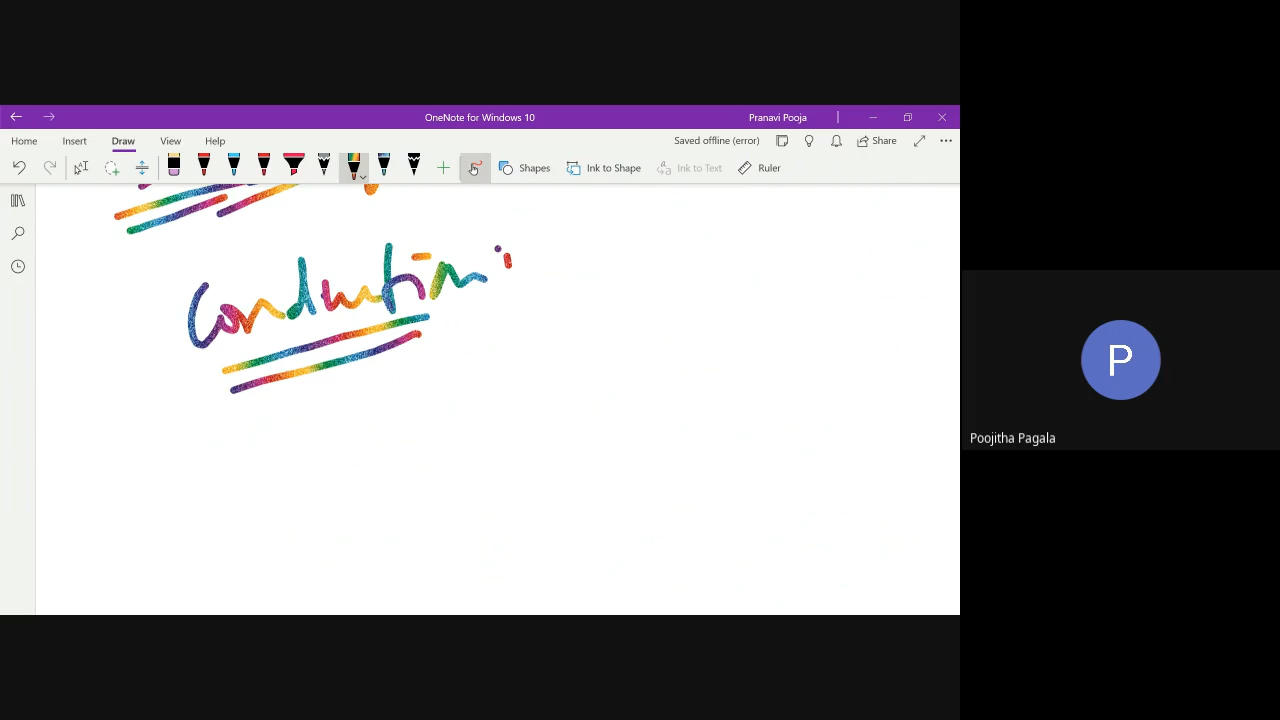 OneNote for Windows 10
Pranavi Pooja
Home Insert Draw View Help
Saved offline (error) Share
Shapes Ink to Shape Ink to Text Ruler
Conduction :
P
Poojitha Pagala